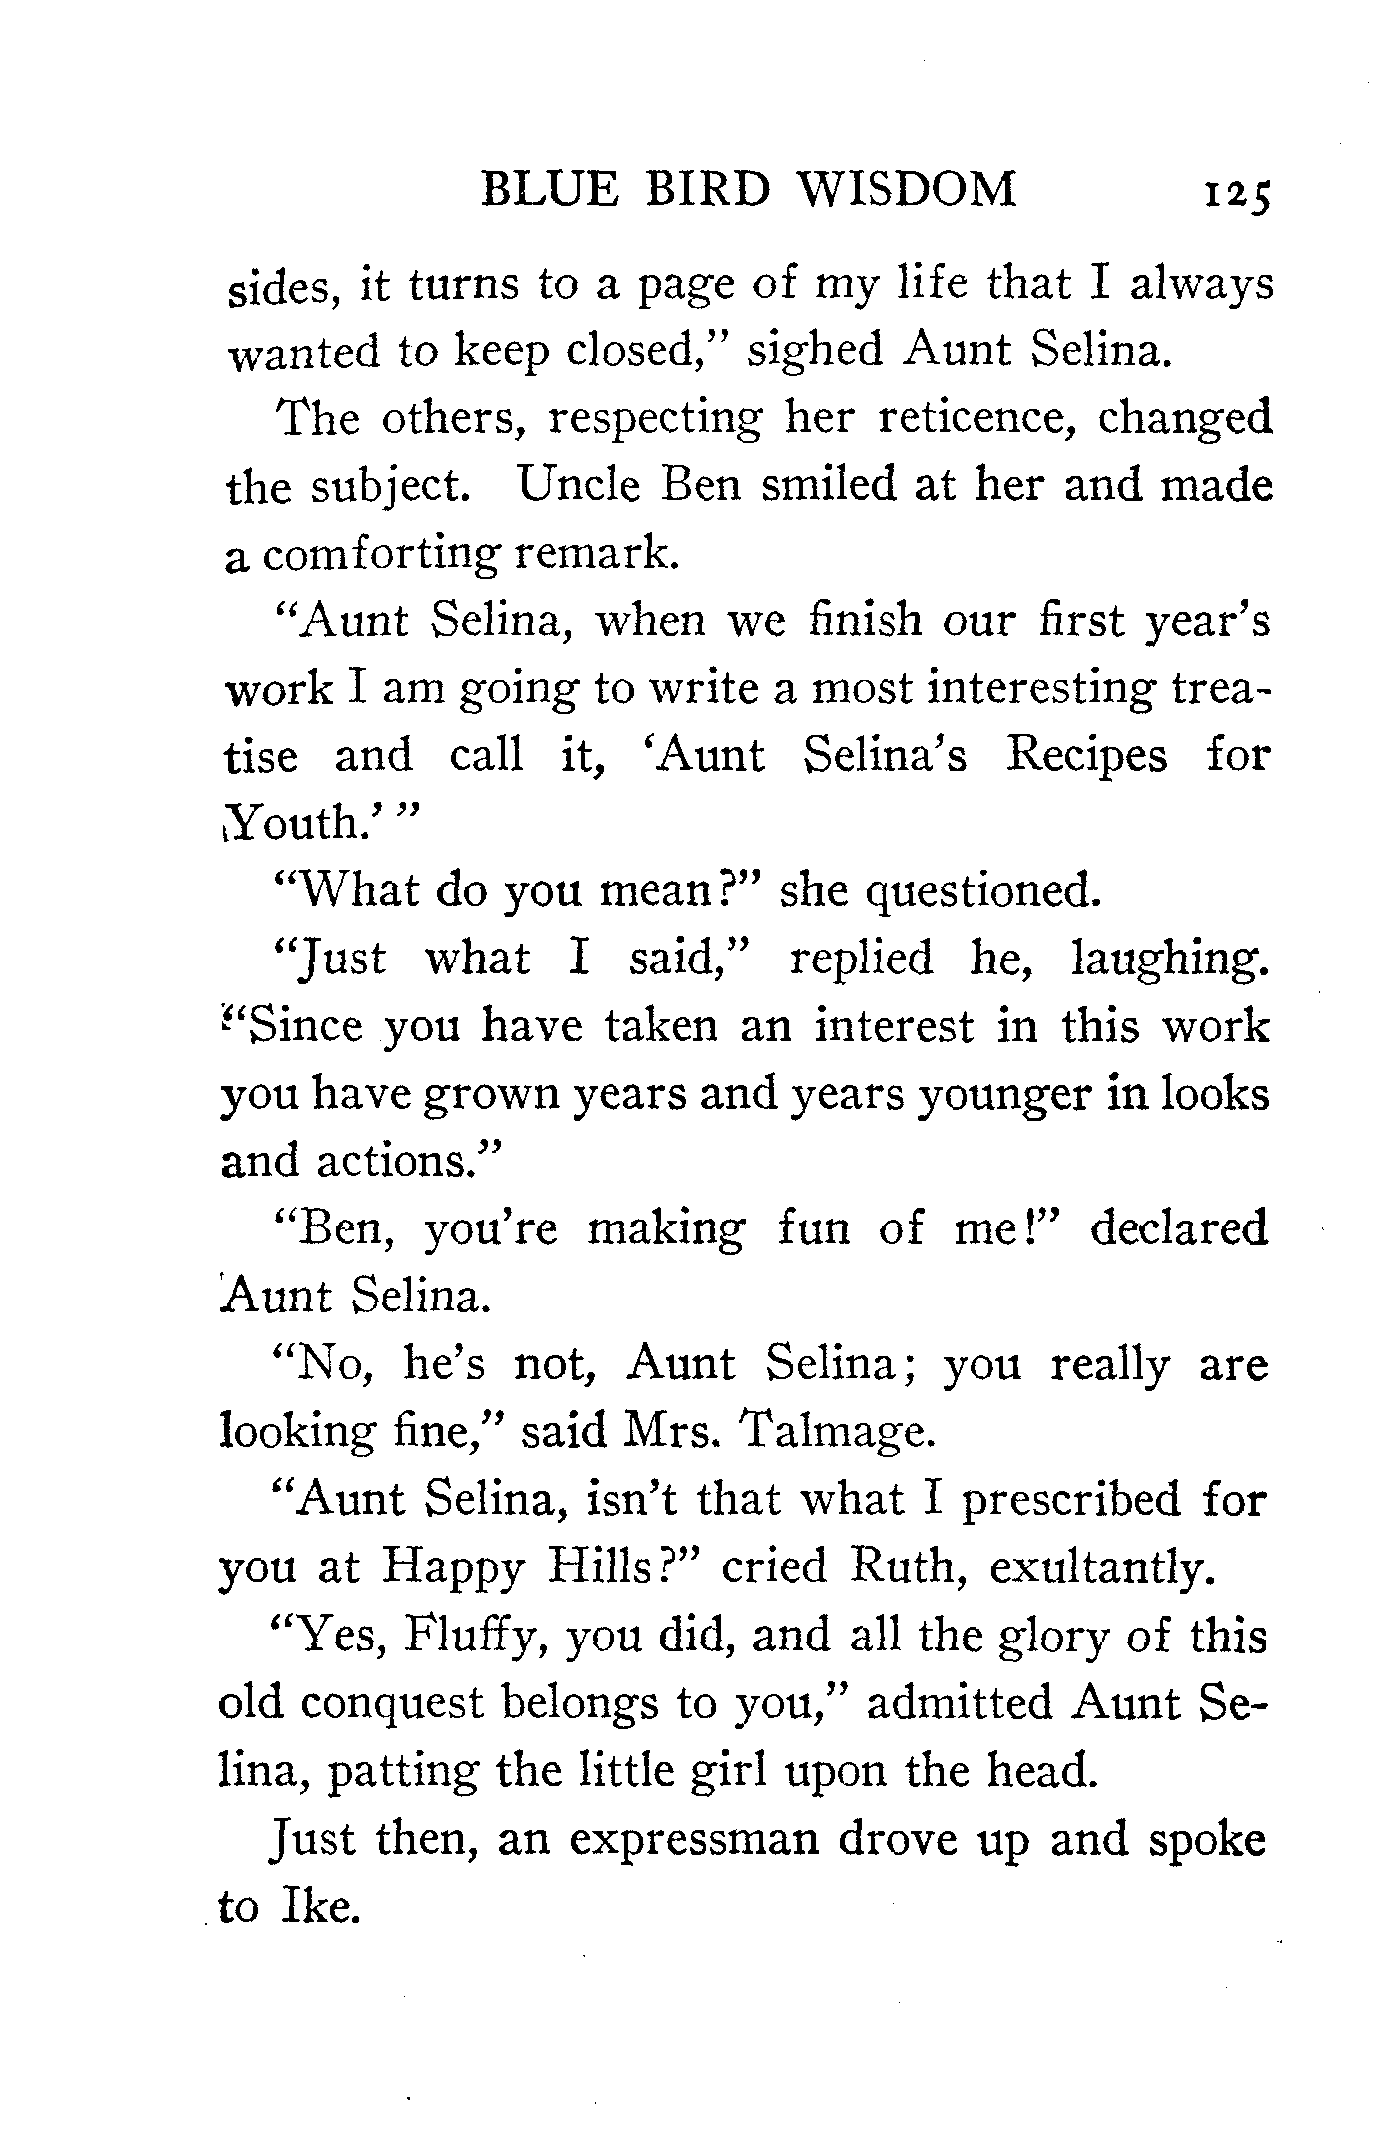 BLUE BIRD WISDOM 125
sides, it turns to a page of my life that I always
wanted to keep closed,” sighed Aunt Selina.
The others, respecting her reticence, changed
the subject. Uncle Ben smiled at her and made
a comforting remark.
“Aunt Selina, when we finish our first year’s
work I am going to write a most interesting trea-
tise and call it, ‘Aunt Selina’s Recipes for
Youth.’ ”
“What do you mean?” she questioned.
“Just what I said,” replied he, laughing.
“Since you have taken an interest in this work
you have grown years and years younger in looks
and actions.”
“Ben, you’re making fun of me!” declared
Aunt Selina.
“No, he’s not, Aunt Selina; you really are
looking fine,” said Mrs. Talmage.
“Aunt Selina, isn’t that what I prescribed for
you at Happy Hills?” cried Ruth, exultantly.
“Yes, Fluffy, you did, and all the glory of this
old conquest belongs to you,” admitted Aunt Se-
lina, patting the little girl upon the head.
Just then, an expressman drove up and spoke
to Ike.